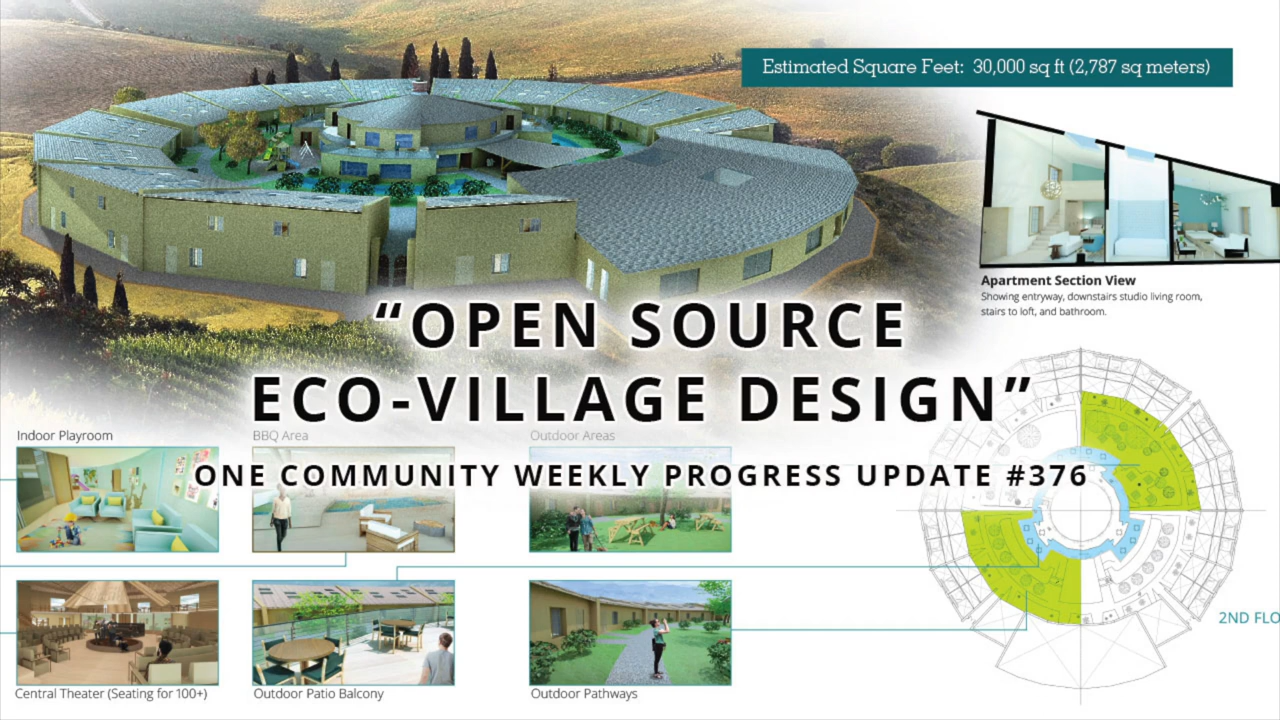 Estimated Square Feet: 30,000 sq ft (2,787 sq meters)
Apartment Section View
Showing entryway, downstairs studio living room,
stairs to loft, and bathroom.
“OPEN SOURCE
ECO-VILLAGE DESIGN”
Indoor Playroom
BBQ Area
Outdoor Areas
ONE COMMUNITY WEEKLY PROGRESS UPDATE #376
2ND FLO
Central Theater (Seating for 100+)
Outdoor Patio Balcony
Outdoor Pathways